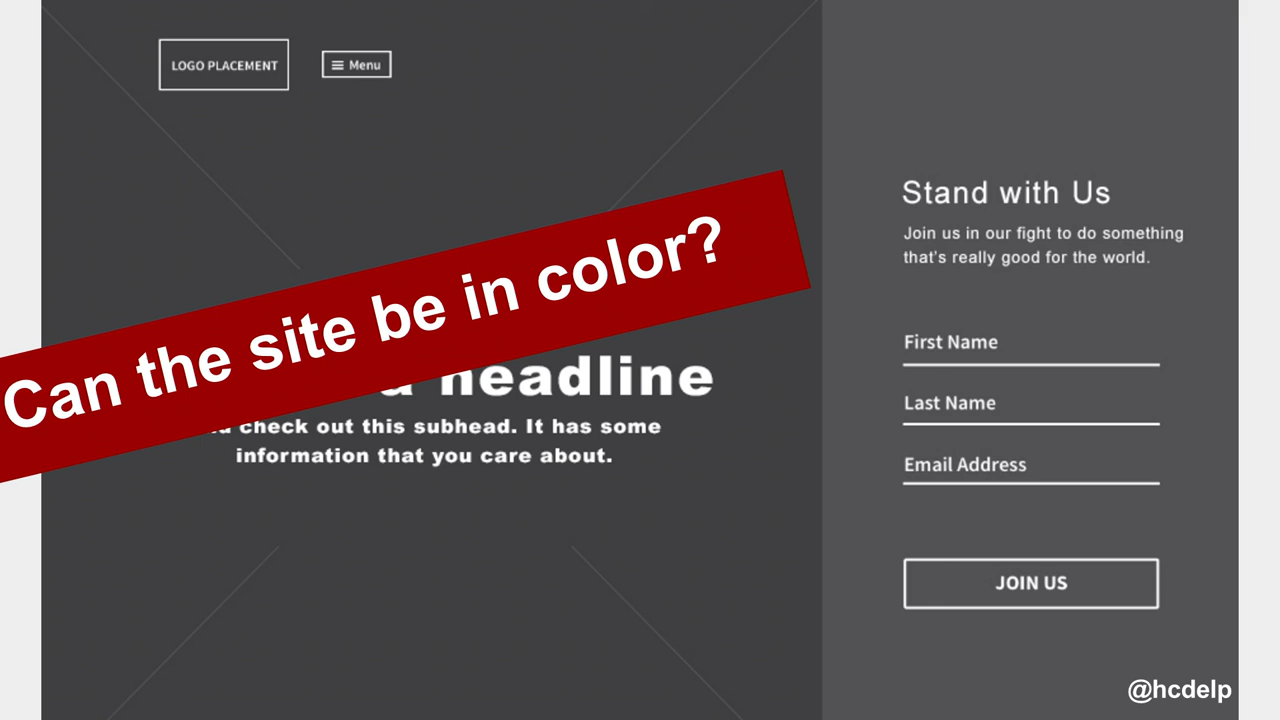 LOGO PLACEMENT
Menu
Can the site be in color?
headline
check out this subhead. It has some
information that you care about.
Stand with Us
Join us in our fight to do something
that's really good for the world.
First Name
Last Name
Email Address
JOIN US
@hcdelp